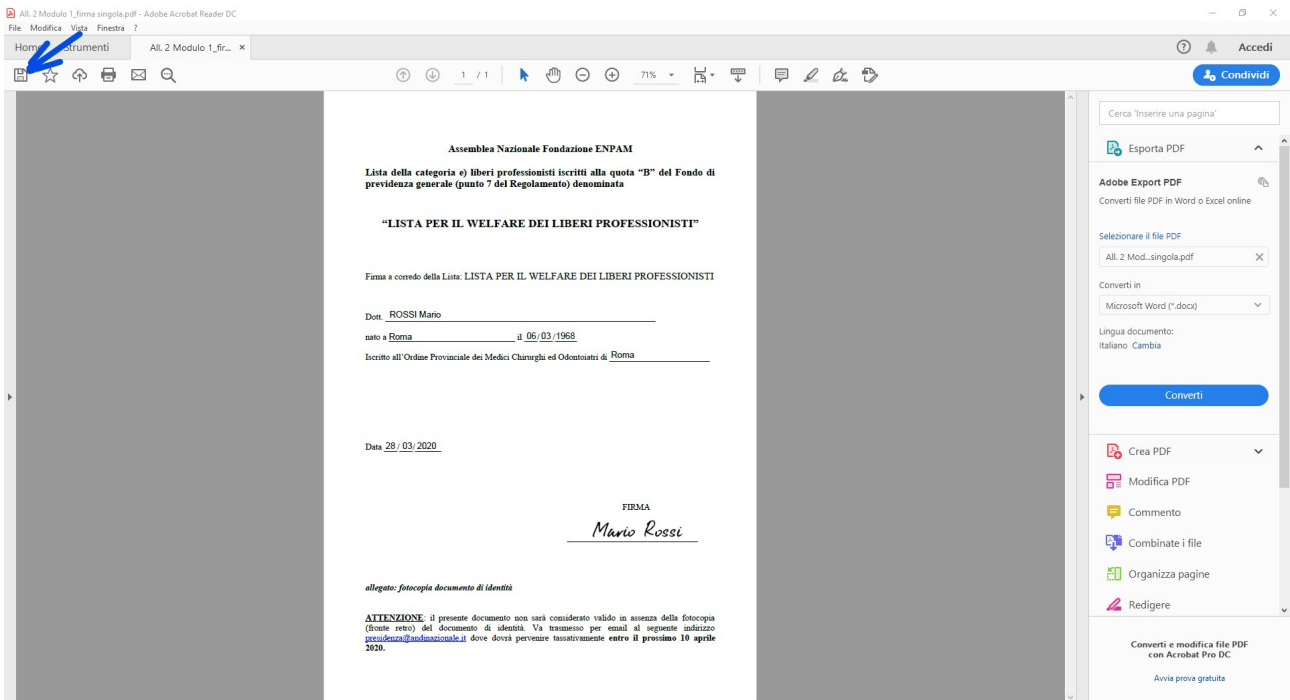 All. 2 Modulo 1_firma singola.pdf - Adobe Acrobat Reader DC
File Modifica Vista Finestra ?
Home Strumenti All. 2 Modulo 1_fir... × ? Accedi
1 / 1 71% Condividi
Assemblea Nazionale Fondazione ENPAM
Lista della categoria e) liberi professionisti iscritti alla quota “B” del Fondo di
previdenza generale (punto 7 del Regolamento) denominata
“LISTA PER IL WELFARE DEI LIBERI PROFESSIONISTI”
Firma a corredo della Lista: LISTA PER IL WELFARE DEI LIBERI PROFESSIONISTI
Dott. ROSSI Mario
nato a Roma il 06/03/1968
Iscritto all’Ordine Provinciale dei Medici Chirurghi ed Odontoiatri di Roma
Data 28/ 03/ 2020
FIRMA
Mario Rossi
allegato: fotocopia documento di identità
ATTENZIONE: il presente documento non sarà considerato valido in assenza della fotocopia
(fronte retro) del documento di identità. Va trasmesso per email al seguente indirizzo
presidenza@andinazionale.it dove dovrà pervenire tassativamente entro il prossimo 10 aprile
2020.
Cerca 'Inserire una pagina'
Esporta PDF
Adobe Export PDF
Converti file PDF in Word o Excel online
Selezionare il file PDF
All. 2 Mod...singola.pdf
Converti in
Microsoft Word (*.docx)
Lingua documento:
Italiano Cambia
Converti
Crea PDF
Modifica PDF
Commento
Combinate i file
Organizza pagine
Redigere
Converti e modifica file PDF
con Acrobat Pro DC
Avvia prova gratuita